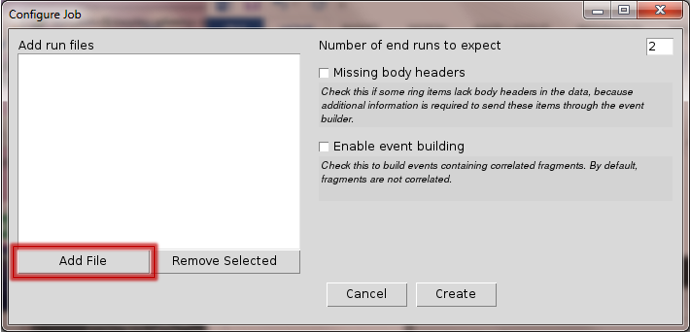 Configure Job
Add run files
Add File
Remove Selected
Number of end runs to expect
2
Missing body headers
Check this if some ring items lack body headers in the data, because
additional information is required to send these items through the event
builder.
Enable event building
Check this to build events containing correlated fragments. By default,
fragments are not correlated.
Cancel
Create